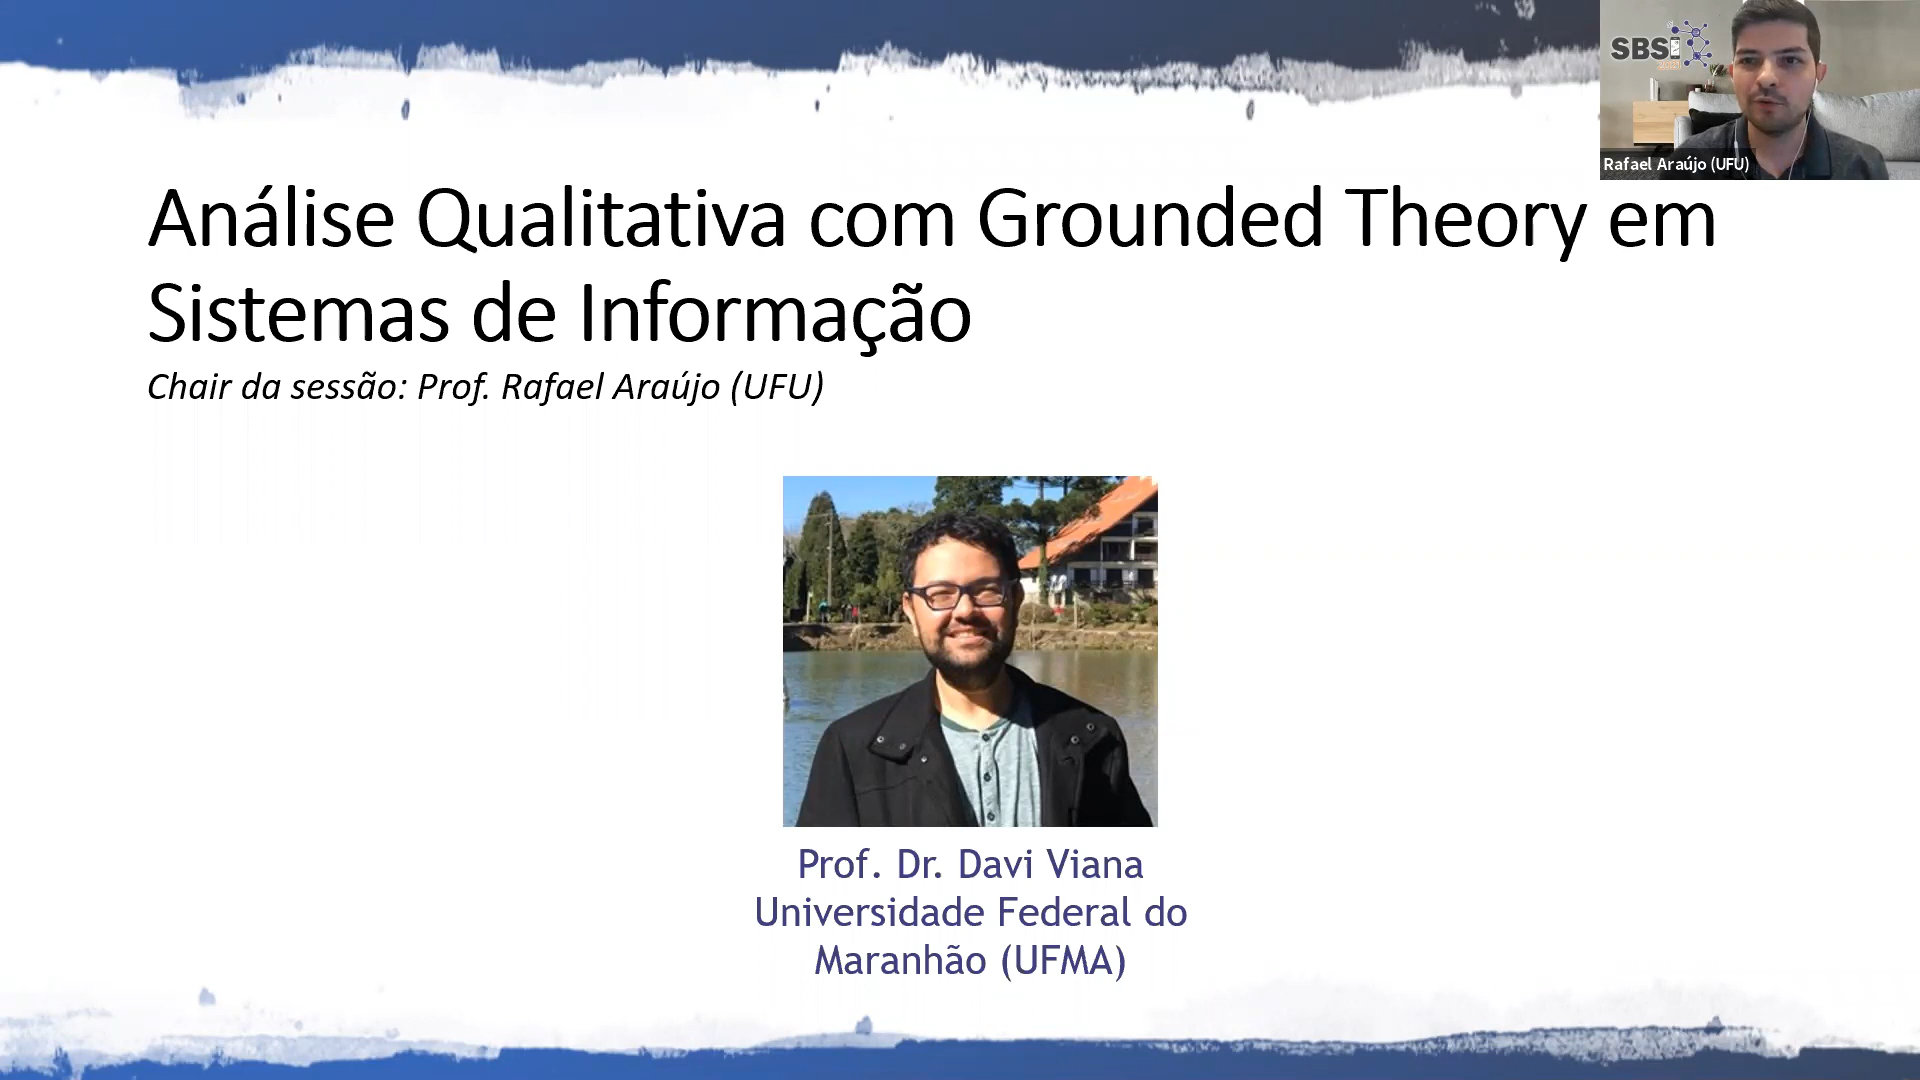 SBSI
Rafael Araújo (UFU)
Análise Qualitativa com Grounded Theory em
Sistemas de Informação
Chair da sessão: Prof. Rafael Araújo (UFU)
Prof. Dr. Davi Viana
Universidade Federal do
Maranhão (UFMA)